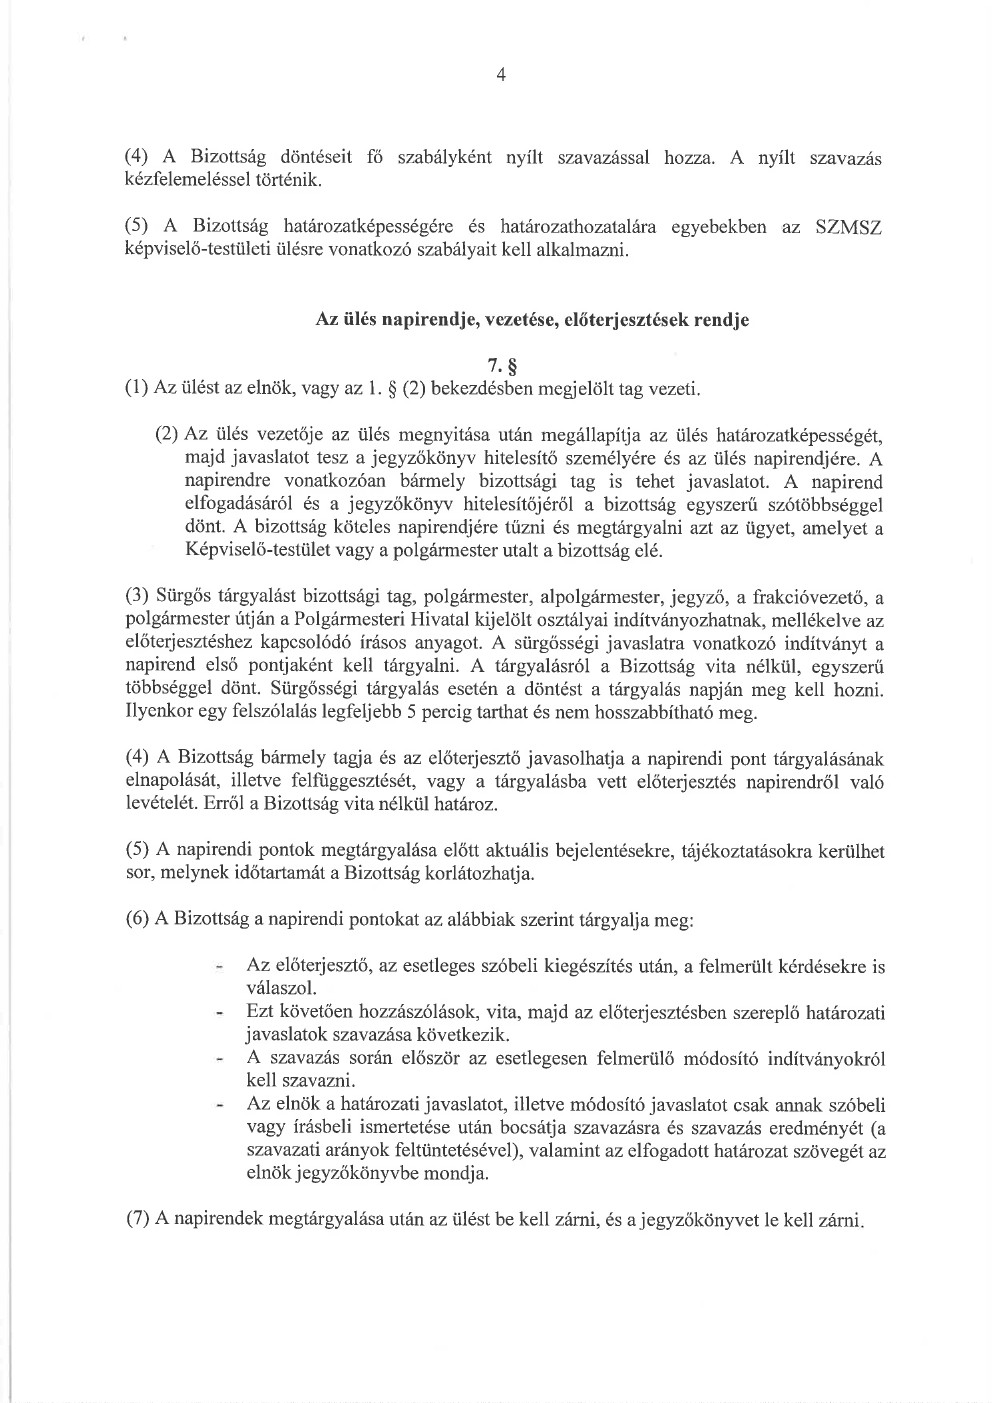 4
(4) A Bizottság döntéseit fő szabályként nyílt szavazással hozza. A nyílt szavazás
kézfelemeléssel történik.
(5) A Bizottság határozatképességére és határozathozatalára egyebekben az SZMSZ
képviselő-testületi ülésre vonatkozó szabályait kell alkalmazni.
Az ülés napirendje, vezetése, előterjesztések rendje
7. §
(1) Az ülést az elnök, vagy az 1. § (2) bekezdésben megjelölt tag vezeti.
(2) Az ülés vezetője az ülés megnyitása után megállapítja az ülés határozatképességét,
majd javaslatot tesz a jegyzőkönyv hitelesítő személyére és az ülés napirendjére. A
napirendre vonatkozóan bármely bizottsági tag is tehet javaslatot. A napirend
elfogadásáról és a jegyzőkönyv hitelesítőjéről a bizottság egyszerű szótöbbséggel
dönt. A bizottság köteles napirendjére tűzni és megtárgyalni azt az ügyet, amelyet a
Képviselő-testület vagy a polgármester utalt a bizottság elé.
(3) Sürgős tárgyalást bizottsági tag, polgármester, alpolgármester, jegyző, a frakcióvezető, a
polgármester útján a Polgármesteri Hivatal kijelölt osztályai indítványozhatnak, mellékelve az
előterjesztéshez kapcsolódó írásos anyagot. A sürgősségi javaslatra vonatkozó indítványt a
napirend első pontjaként kell tárgyalni. A tárgyalásról a Bizottság vita nélkül, egyszerű
többséggel dönt. Sürgősségi tárgyalás esetén a döntést a tárgyalás napján meg kell hozni.
Ilyenkor egy felszólalás legfeljebb 5 percig tarthat és nem hosszabbítható meg.
(4) A Bizottság bármely tagja és az előterjesztő javasolhatja a napirendi pont tárgyalásának
elnapolását, illetve felfüggesztését, vagy a tárgyalásba vett előterjesztés napirendről való
levételét. Erről a Bizottság vita nélkül határoz.
(5) A napirendi pontok megtárgyalása előtt aktuális bejelentésekre, tájékoztatásokra kerülhet
sor, melynek időtartamát a Bizottság korlátozhatja.
(6) A Bizottság a napirendi pontokat az alábbiak szerint tárgyalja meg:
- Az előterjesztő, az esetleges szóbeli kiegészítés után, a felmerült kérdésekre is
válaszol.
- Ezt követően hozzászólások, vita, majd az előterjesztésben szereplő határozati
javaslatok szavazása következik.
- A szavazás során először az esetlegesen felmerülő módosító indítványokról
kell szavazni.
- Az elnök a határozati javaslatot, illetve módosító javaslatot csak annak szóbeli
vagy írásbeli ismertetése után bocsátja szavazásra és szavazás eredményét (a
szavazati arányok feltüntetésével), valamint az elfogadott határozat szövegét az
elnök jegyzőkönyvbe mondja.
(7) A napirendek megtárgyalása után az ülést be kell zárni, és a jegyzőkönyvet le kell zárni.